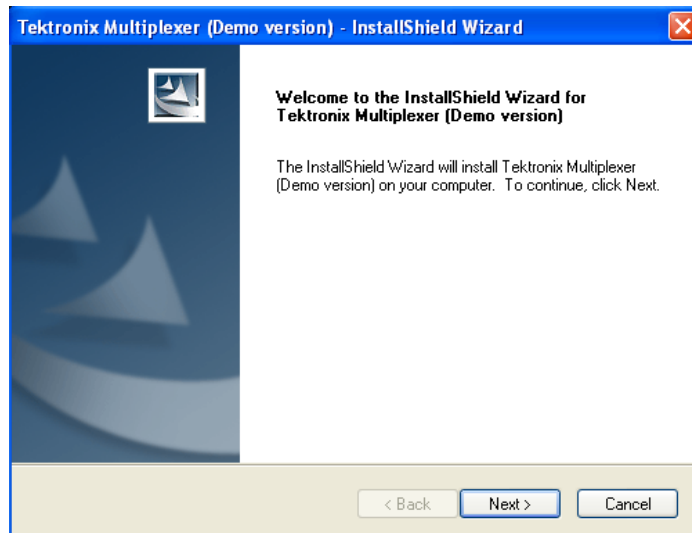 Tektronix Multiplexer (Demo version) - InstallShield Wizard
Welcome to the InstallShield Wizard for
Tektronix Multiplexer (Demo version)
The InstallShield Wizard will install Tektronix Multiplexer
(Demo version) on your computer. To continue, click Next.
< Back
Next >
Cancel